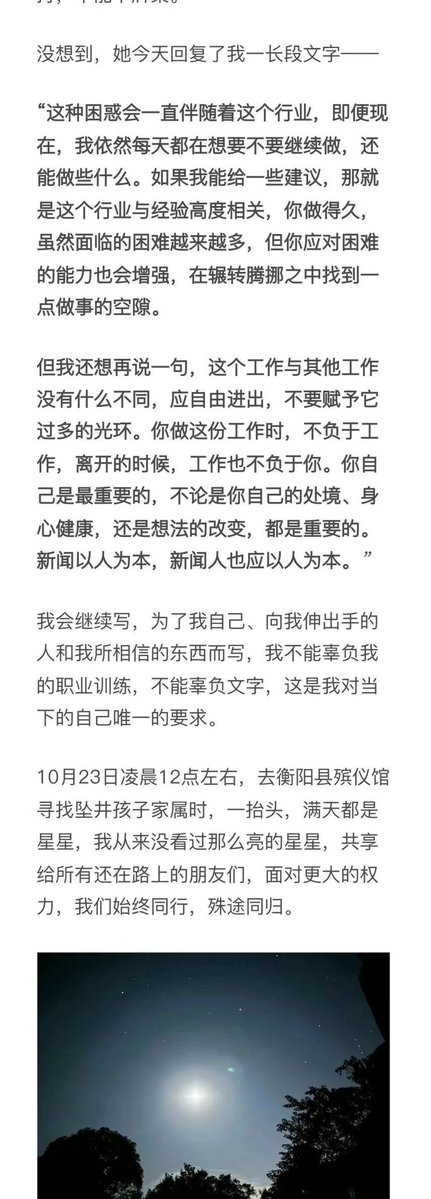 没想到，她今天回复了我一长段文字——
“这种困惑会一直伴随着这个行业，即便现
在，我依然每天都在想要不要继续做，还
能做些什么。如果我能给一些建议，那就
是这个行业与经验高度相关，你做得久，
虽然面临的困难越来越多，但你应对困难
的能力也会增强，在辗转腾挪之中找到一
点做事的空隙。
但我还想再说一句，这个工作与其他工作
没有什么不同，应自由进出，不要赋予它
过多的光环。你做这份工作时，不负于工
作，离开的时候，工作也不负于你。你自
己是最重要的，不论是你自己的处境、身
心健康，还是想法的改变，都是重要的。
新闻以人为本，新闻人也应以人为本。”
我会继续写，为了我自己、向我伸出手的
人和我所相信的东西而写，我不能辜负我
的职业训练，不能辜负文字，这是我对当
下的自己唯一的要求。
10月23日凌晨12点左右，去衡阳县殡仪馆
寻找坠井孩子家属时，一抬头，满天都是
星星，我从来没看过那么亮的星星，共享
给所有还在路上的朋友们，面对更大的权
力，我们始终同行，殊途同归。